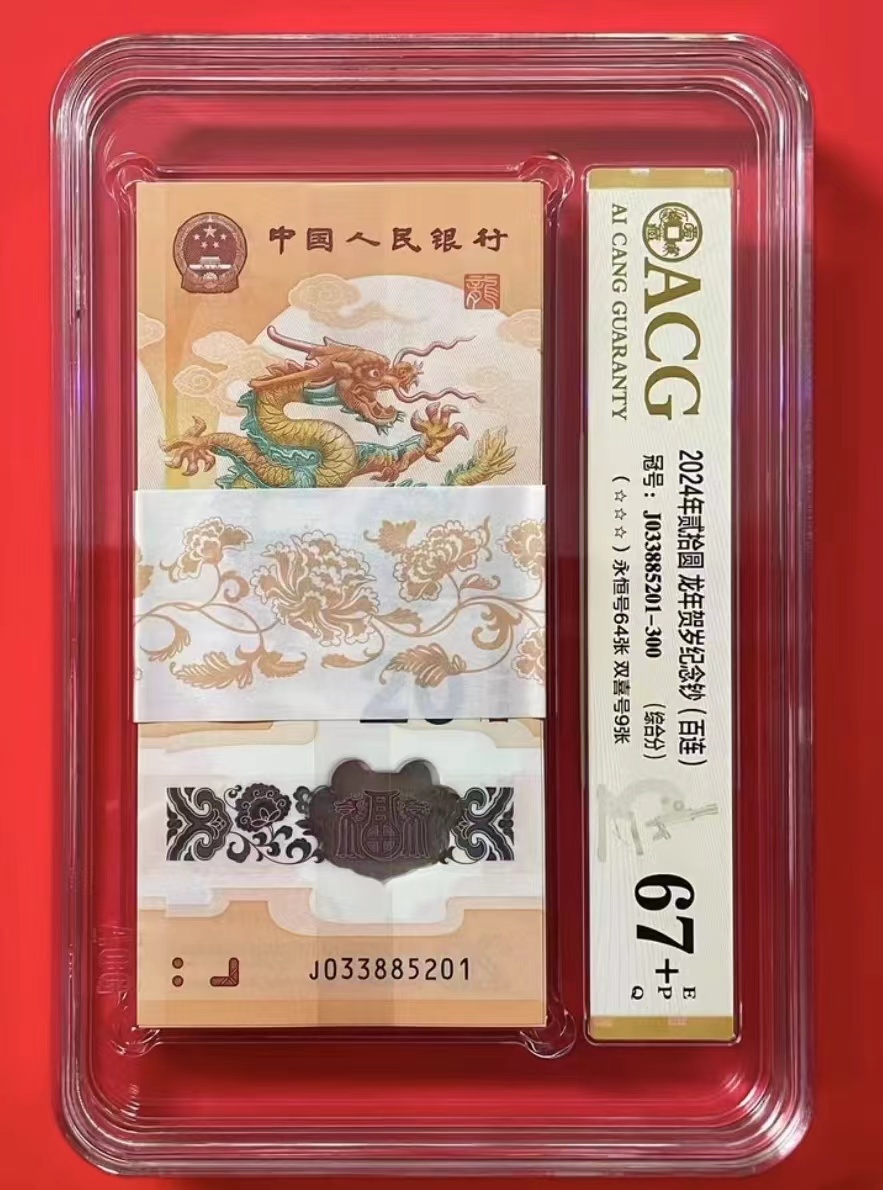 中国人民银行
龍
J033885201
ACG
AI CANG GUARANTY
2024年贰拾圆 龙年贺岁纪念钞（百连）
冠号：J033885201-300 （综合分）
（☆☆☆）永恒号64张 双喜号9张
67+
E
P
Q